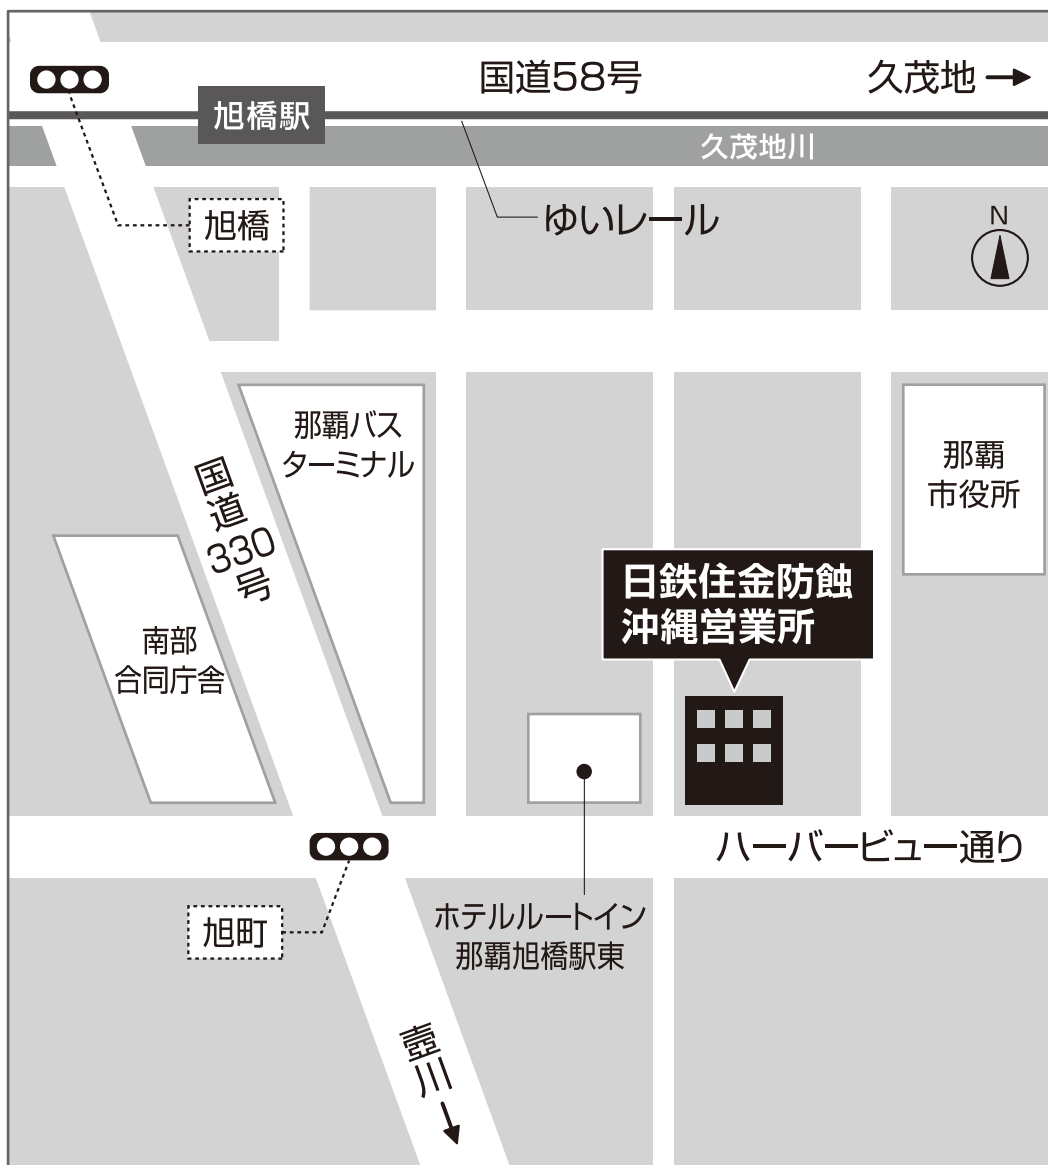 国道58号
久茂地
旭橋駅
久茂地川
旭橋
ゆいレール
N
那覇バス
ターミナル
那覇
市役所
国道330号
日鉄住金防蝕
沖縄営業所
南部
合同庁舎
ハーバービュー通り
旭町
ホテルルートイン
那覇旭橋駅東
壺川